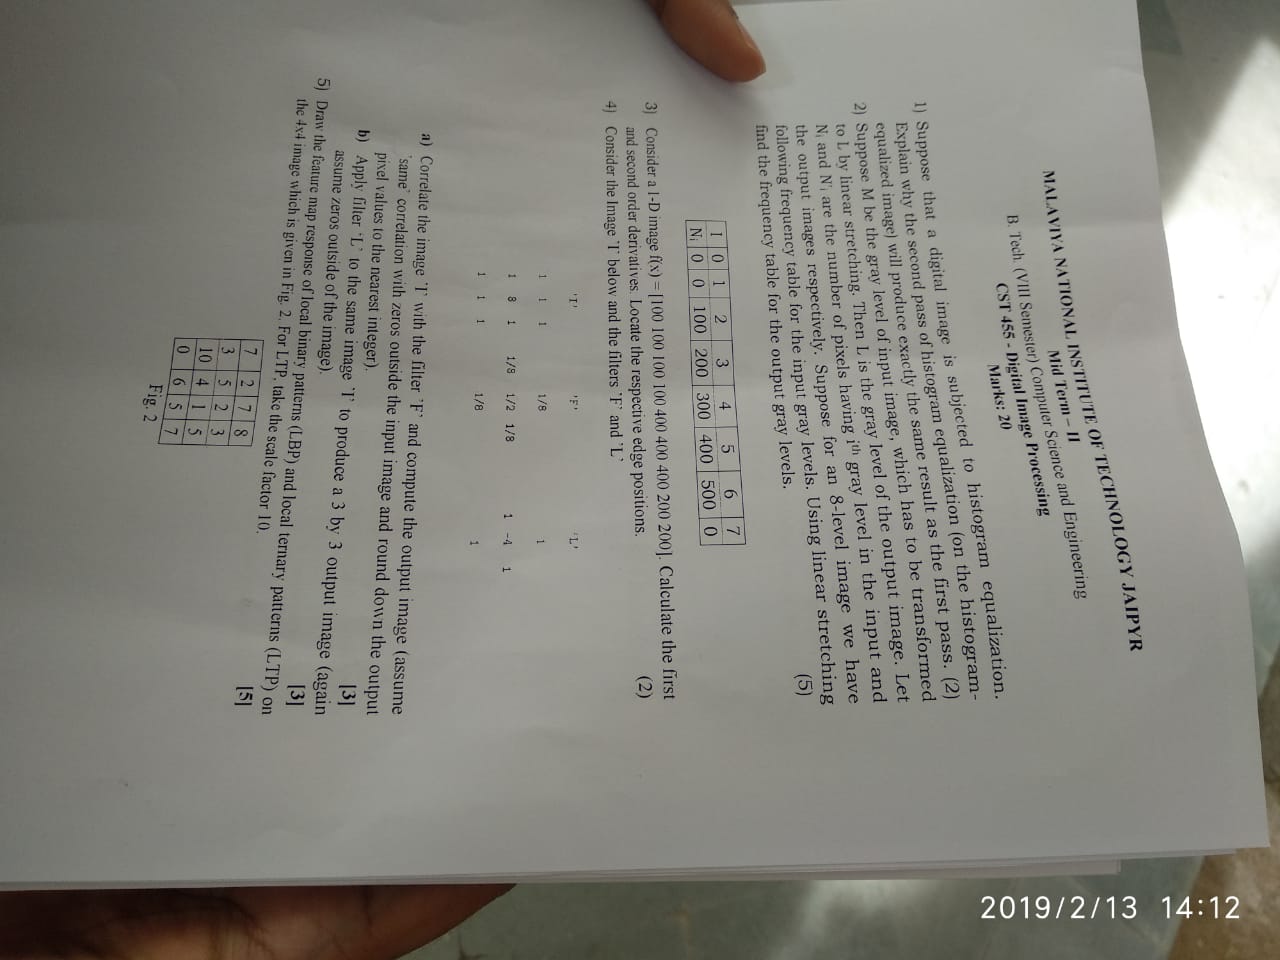 2019/2/13 14:12
MALAVIYA NATIONAL INSTITUTE OF TECHNOLOGY JAIPYR
Mid Term – II
B. Tech. (VIII Semester) Computer Science and Engineering
CST 455 - Digital Image Processing
Marks: 20
1) Suppose that a digital image is subjected to histogram equalization.
Explain why the second pass of histogram equalization (on the histogram-
equalized image) will produce exactly the same result as the first pass. (2)
2) Suppose M be the gray level of input image, which has to be transformed
to L by linear stretching. Then L is the gray level of the output image. Let
Ni and N'i are the number of pixels having ith gray level in the input and
the output images respectively. Suppose for an 8-level image we have
following frequency table for the input gray levels. Using linear stretching
find the frequency table for the output gray levels. (5)
I 0 1 2 3 4 5 6 7
Ni 0 0 100 200 300 400 500 0
3) Consider a 1-D image f(x) = [100 100 100 100 400 400 400 200 200]. Calculate the first
and second order derivatives. Locate the respective edge positions. (2)
4) Consider the Image 'I' below and the filters 'F' and 'L'
'I' 'F' 'L'
1 1 1 1/8 1
1 8 1 1/8 1/2 1/8 1 -4 1
1 1 1 1/8 1
a) Correlate the image 'I' with the filter 'F' and compute the output image (assume
'same' correlation with zeros outside the input image and round down the output
pixel values to the nearest integer). [3]
b) Apply filter 'L' to the same image 'I' to produce a 3 by 3 output image (again
assume zeros outside of the image). [3]
5) Draw the feature map response of local binary patterns (LBP) and local ternary patterns (LTP) on
the 4x4 image which is given in Fig. 2. For LTP, take the scale factor 10. [5]
7 2 7 8
3 5 2 3
10 4 1 5
0 6 5 7
Fig. 2